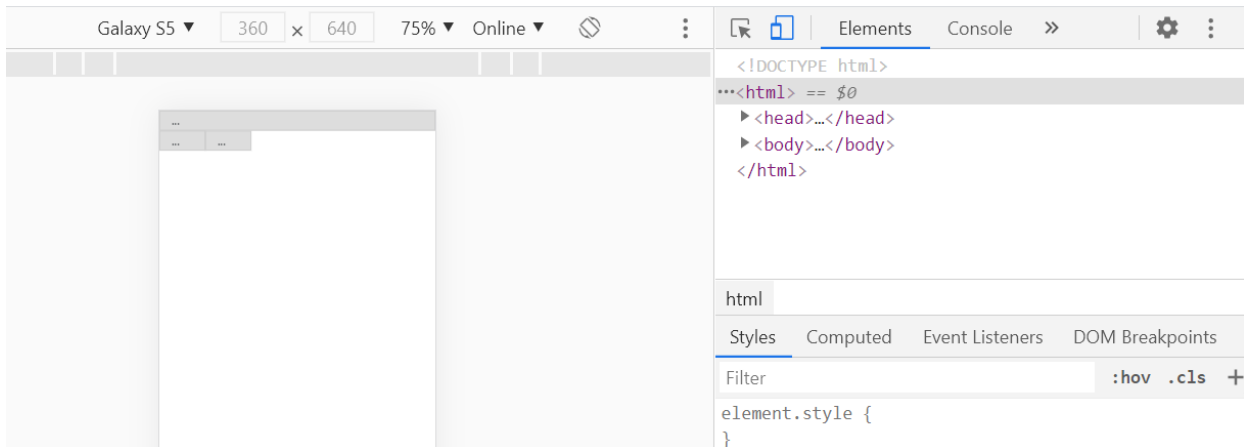 Galaxy S5 ▼ 360 × 640 75% ▼ Online ▼
Elements Console »
…
… …
<!DOCTYPE html>
···<html> == $0
▶<head>…</head>
▶<body>…</body>
</html>
html
Styles Computed Event Listeners DOM Breakpoints
Filter :hov .cls +
element.style {
}